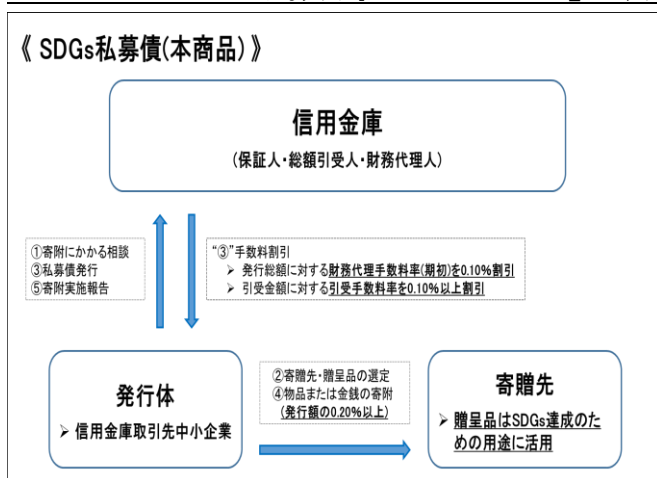 《 SDGs私募債(本商品) 》
信用金庫
(保証人・総額引受人・財務代理人)
①寄附にかかる相談
③私募債発行
⑤寄附実施報告
“③”手数料割引
➢ 発行総額に対する財務代理手数料率(期初)を0.10%割引
➢ 引受金額に対する引受手数料率を0.10%以上割引
発行体
➢ 信用金庫取引先中小企業
②寄贈先・贈呈品の選定
④物品または金銭の寄附
(発行額の0.20%以上)
寄贈先
➢ 贈呈品はSDGs達成のた
めの用途に活用